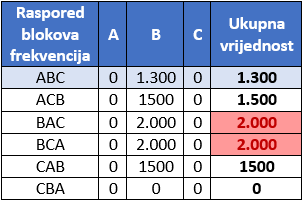 Raspored blokova frekvencija A B C Ukupna vrijednost
ABC 0 1.300 0 1.300
ACB 0 1500 0 1.500
BAC 0 2.000 0 2.000
BCA 0 2.000 0 2.000
CAB 0 1500 0 1500
CBA 0 0 0 0